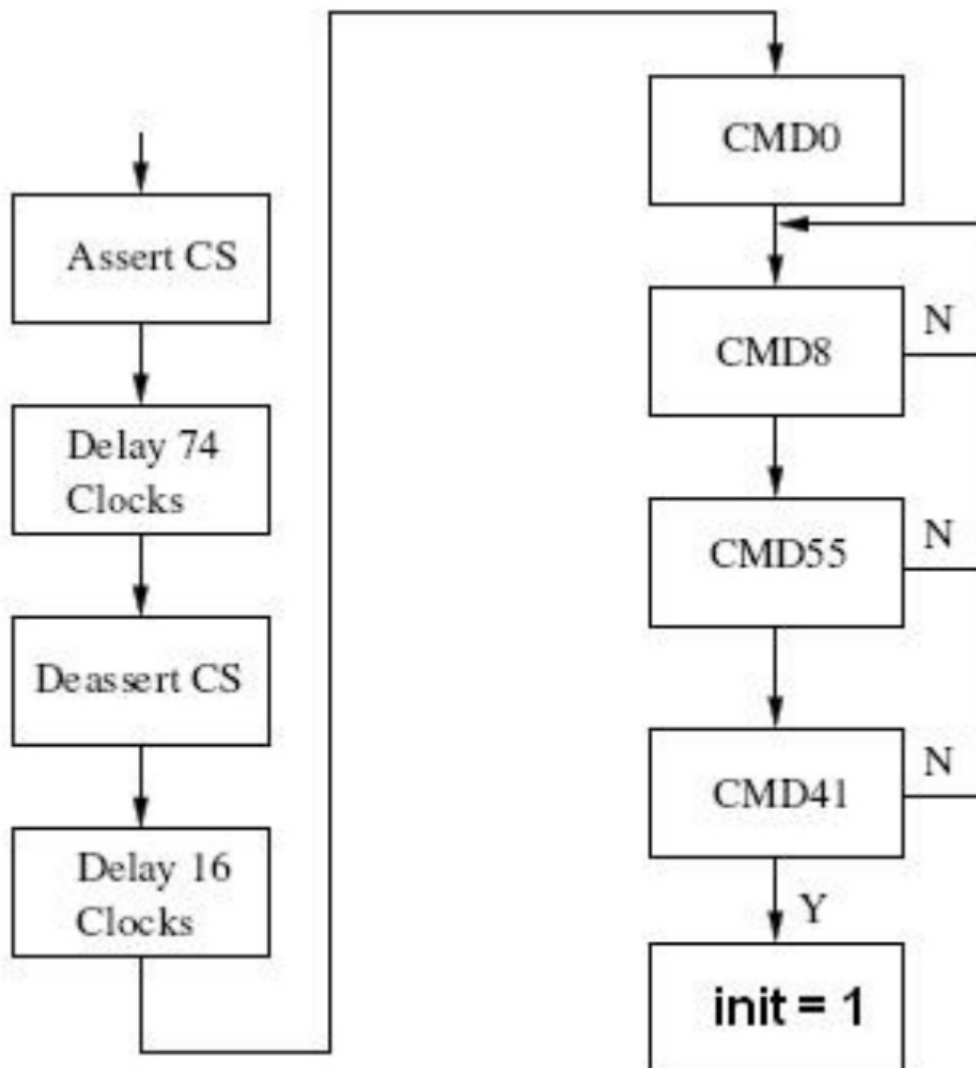 Assert CS
Delay 74
Clocks
Deassert CS
Delay 16
Clocks
CMD0
CMD8
N
CMD55
N
CMD41
N
Y
init = 1